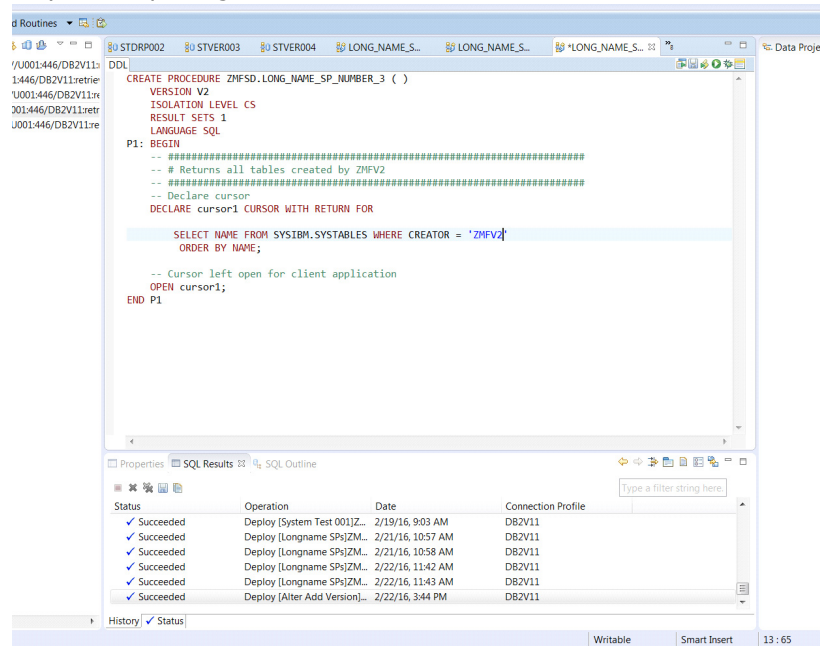 d Routines
STDRP002 STVER003 STVER004 LONG_NAME_S... LONG_NAME_S... *LONG_NAME_S... »5 Data Proje
/U001:446/DB2V11:
1:446/DB2V11:retriev
'U001:446/DB2V11:re
001:446/DB2V11:retr
U001:446/DB2V11:re
DDL
CREATE PROCEDURE ZMFSD.LONG_NAME_SP_NUMBER_3 ( )
VERSION V2
ISOLATION LEVEL CS
RESULT SETS 1
LANGUAGE SQL
P1: BEGIN
-- #######################################################################
-- # Returns all tables created by ZMFV2
-- #######################################################################
-- Declare cursor
DECLARE cursor1 CURSOR WITH RETURN FOR
SELECT NAME FROM SYSIBM.SYSTABLES WHERE CREATOR = 'ZMFV2'
ORDER BY NAME;
-- Cursor left open for client application
OPEN cursor1;
END P1
Properties SQL Results SQL Outline
Type a filter string here.
Status Operation Date Connection Profile
Succeeded Deploy [System Test 001]Z... 2/19/16, 9:03 AM DB2V11
Succeeded Deploy [Longname SPs]ZM... 2/21/16, 10:57 AM DB2V11
Succeeded Deploy [Longname SPs]ZM... 2/21/16, 10:58 AM DB2V11
Succeeded Deploy [Longname SPs]ZM... 2/22/16, 11:42 AM DB2V11
Succeeded Deploy [Longname SPs]ZM... 2/22/16, 11:43 AM DB2V11
Succeeded Deploy [Alter Add Version]... 2/22/16, 3:44 PM DB2V11
History Status
Writable Smart Insert 13 : 65